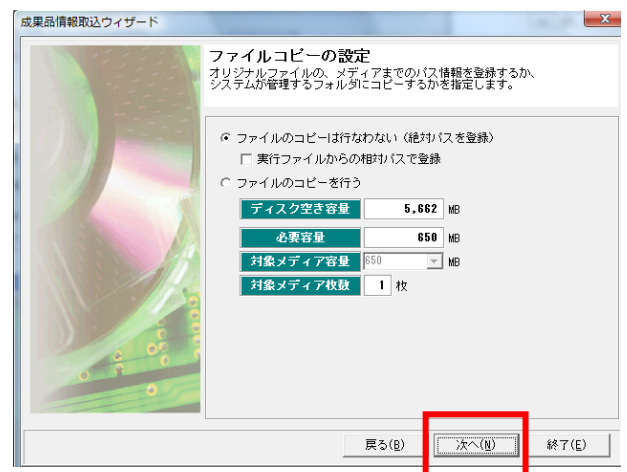 成果品情報取込ウィザード
ファイルコピーの設定
オリジナルファイルの、メディアまでのパス情報を登録するか、
システムが管理するフォルダにコピーするかを指定します。
ファイルのコピーは行なわない（絶対パスを登録）
実行ファイルからの相対パスで登録
ファイルのコピーを行う
ディスク空き容量 5,662 MB
必要容量 650 MB
対象メディア容量 650 MB
対象メディア枚数 1 枚
戻る(B) 次へ(N) 終了(E)